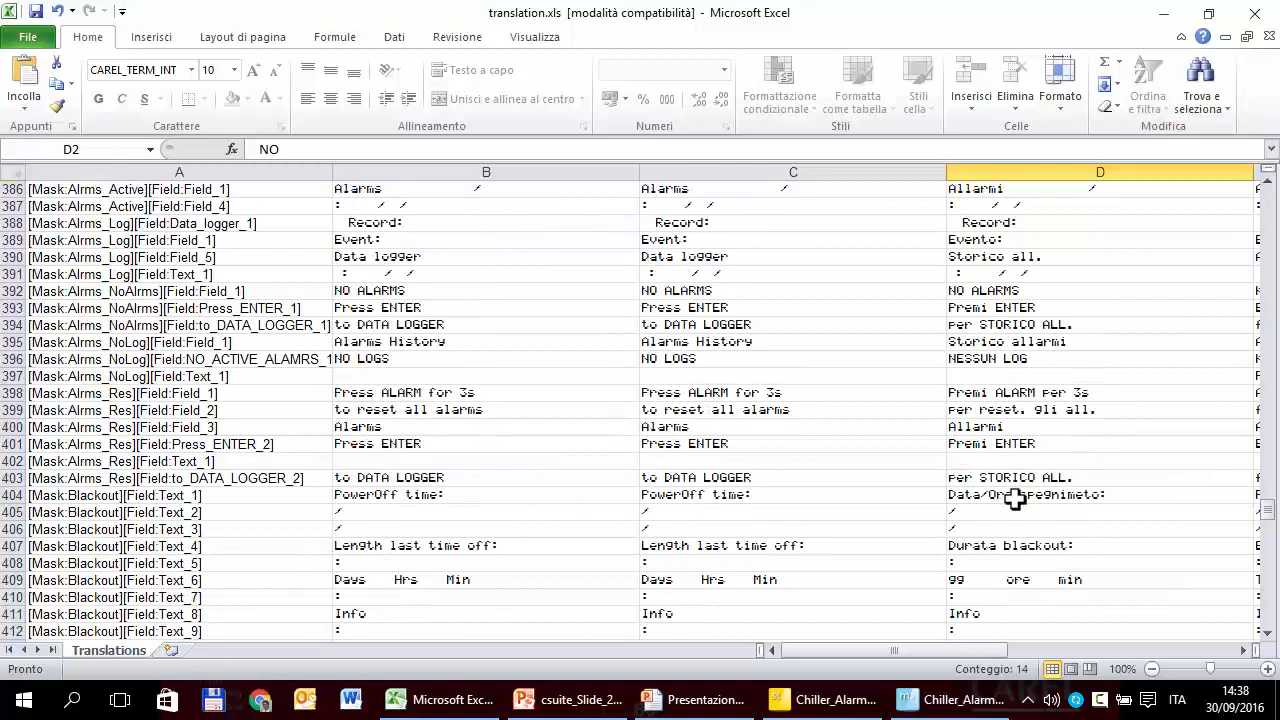 translation.xls [modalità compatibilità] - Microsoft Excel
File Home Inserisci Layout di pagina Formule Dati Revisione Visualizza
Incolla CAREL_TERM_INT 10 Testo a capo Formattazione condizionale Formatta come tabella Stili cella Inserisci Elimina Formato Ordina e filtra Trova e seleziona
G C S Unisci e allinea al centro % 000
Appunti Carattere Allineamento Numeri Stili Celle Modifica
D2 fx NO
A B C D
386 [Mask:Alrms_Active][Field:Field_1] Alarms / Alarms / Allarmi /
387 [Mask:Alrms_Active][Field:Field_4] : / / : / / : / /
388 [Mask:Alrms_Log][Field:Data_logger_1] Record: Record: Record:
389 [Mask:Alrms_Log][Field:Field_1] Event: Event: Evento:
390 [Mask:Alrms_Log][Field:Field_5] Data logger Data logger Storico all.
391 [Mask:Alrms_Log][Field:Text_1] : / / : / / : / /
392 [Mask:Alrms_NoAlrms][Field:Field_1] NO ALARMS NO ALARMS NO ALARMS
393 [Mask:Alrms_NoAlrms][Field:Press_ENTER_1] Press ENTER Press ENTER Premi ENTER
394 [Mask:Alrms_NoAlrms][Field:to_DATA_LOGGER_1] to DATA LOGGER to DATA LOGGER per STORICO ALL.
395 [Mask:Alrms_NoLog][Field:Field_1] Alarms History Alarms History Storico allarmi
396 [Mask:Alrms_NoLog][Field:NO_ACTIVE_ALAMRS_1 NO LOGS NO LOGS NESSUN LOG
397 [Mask:Alrms_NoLog][Field:Text_1]
398 [Mask:Alrms_Res][Field:Field_1] Press ALARM for 3s Press ALARM for 3s Premi ALARM per 3s
399 [Mask:Alrms_Res][Field:Field_2] to reset all alarms to reset all alarms per reset. gli all.
400 [Mask:Alrms_Res][Field:Field_3] Alarms Alarms Allarmi
401 [Mask:Alrms_Res][Field:Press_ENTER_2] Press ENTER Press ENTER Premi ENTER
402 [Mask:Alrms_Res][Field:Text_1]
403 [Mask:Alrms_Res][Field:to_DATA_LOGGER_2] to DATA LOGGER to DATA LOGGER per STORICO ALL.
404 [Mask:Blackout][Field:Text_1] PowerOff time: PowerOff time:
405 [Mask:Blackout][Field:Text_2] / / /
406 [Mask:Blackout][Field:Text_3] / / /
407 [Mask:Blackout][Field:Text_4] Length last time off: Length last time off: Durata blackout:
408 [Mask:Blackout][Field:Text_5] : : :
409 [Mask:Blackout][Field:Text_6] Days Hrs Min Days Hrs Min gg ore min
410 [Mask:Blackout][Field:Text_7] : : :
411 [Mask:Blackout][Field:Text_8] Info Info Info
412 [Mask:Blackout][Field:Text_9] : : :
Translations
Pronto Conteggio: 14 100%
Microsoft Exc... csuite_Slide_2... Presentazion... Chiller_Alarm... Chiller_Alarm... ITA 14:38
30/09/2016